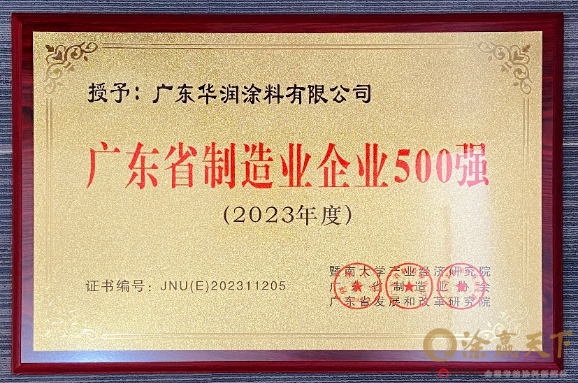 授予：广东华润涂料有限公司
广东省制造业企业500强
(2023年度)
暨南大学产业经济研究院
广东省制造业协会
证书编号：JNU(E)202311205
广东省发展和改革研究院
涂赢天下